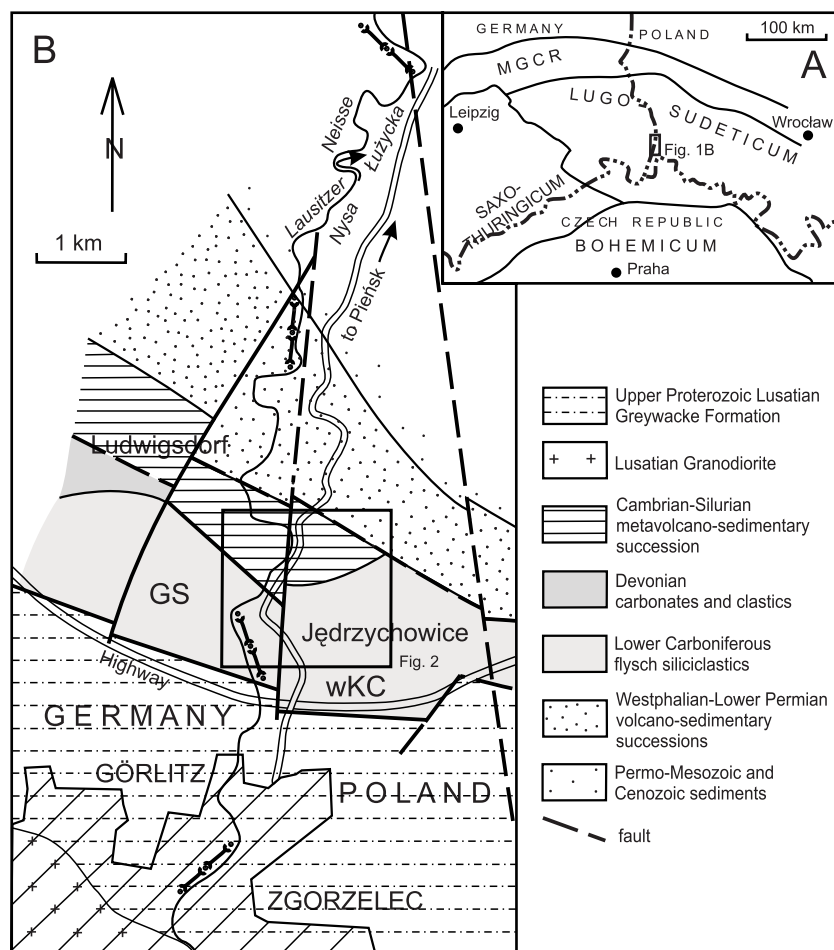 B
N
1 km
Lausitzer Neisse
Nysa Łużycka
to Pieńsk
Ludwigsdorf
GS
Jędrzychowice
Fig. 2
wKC
Highway
GERMANY
GÖRLITZ
POLAND
ZGORZELEC
A
GERMANY
POLAND
100 km
MGCR
LUGO
SUDETICUM
Leipzig
Wrocław
Fig. 1B
SAXO-
THURINGICUM
CZECH REPUBLIC
BOHEMICUM
Praha
Upper Proterozoic Lusatian
Greywacke Formation
Lusatian Granodiorite
Cambrian-Silurian
metavolcano-sedimentary
succession
Devonian
carbonates and clastics
Lower Carboniferous
flysch siliciclastics
Westphalian-Lower Permian
volcano-sedimentary
successions
Permo-Mesozoic and
Cenozoic sediments
fault